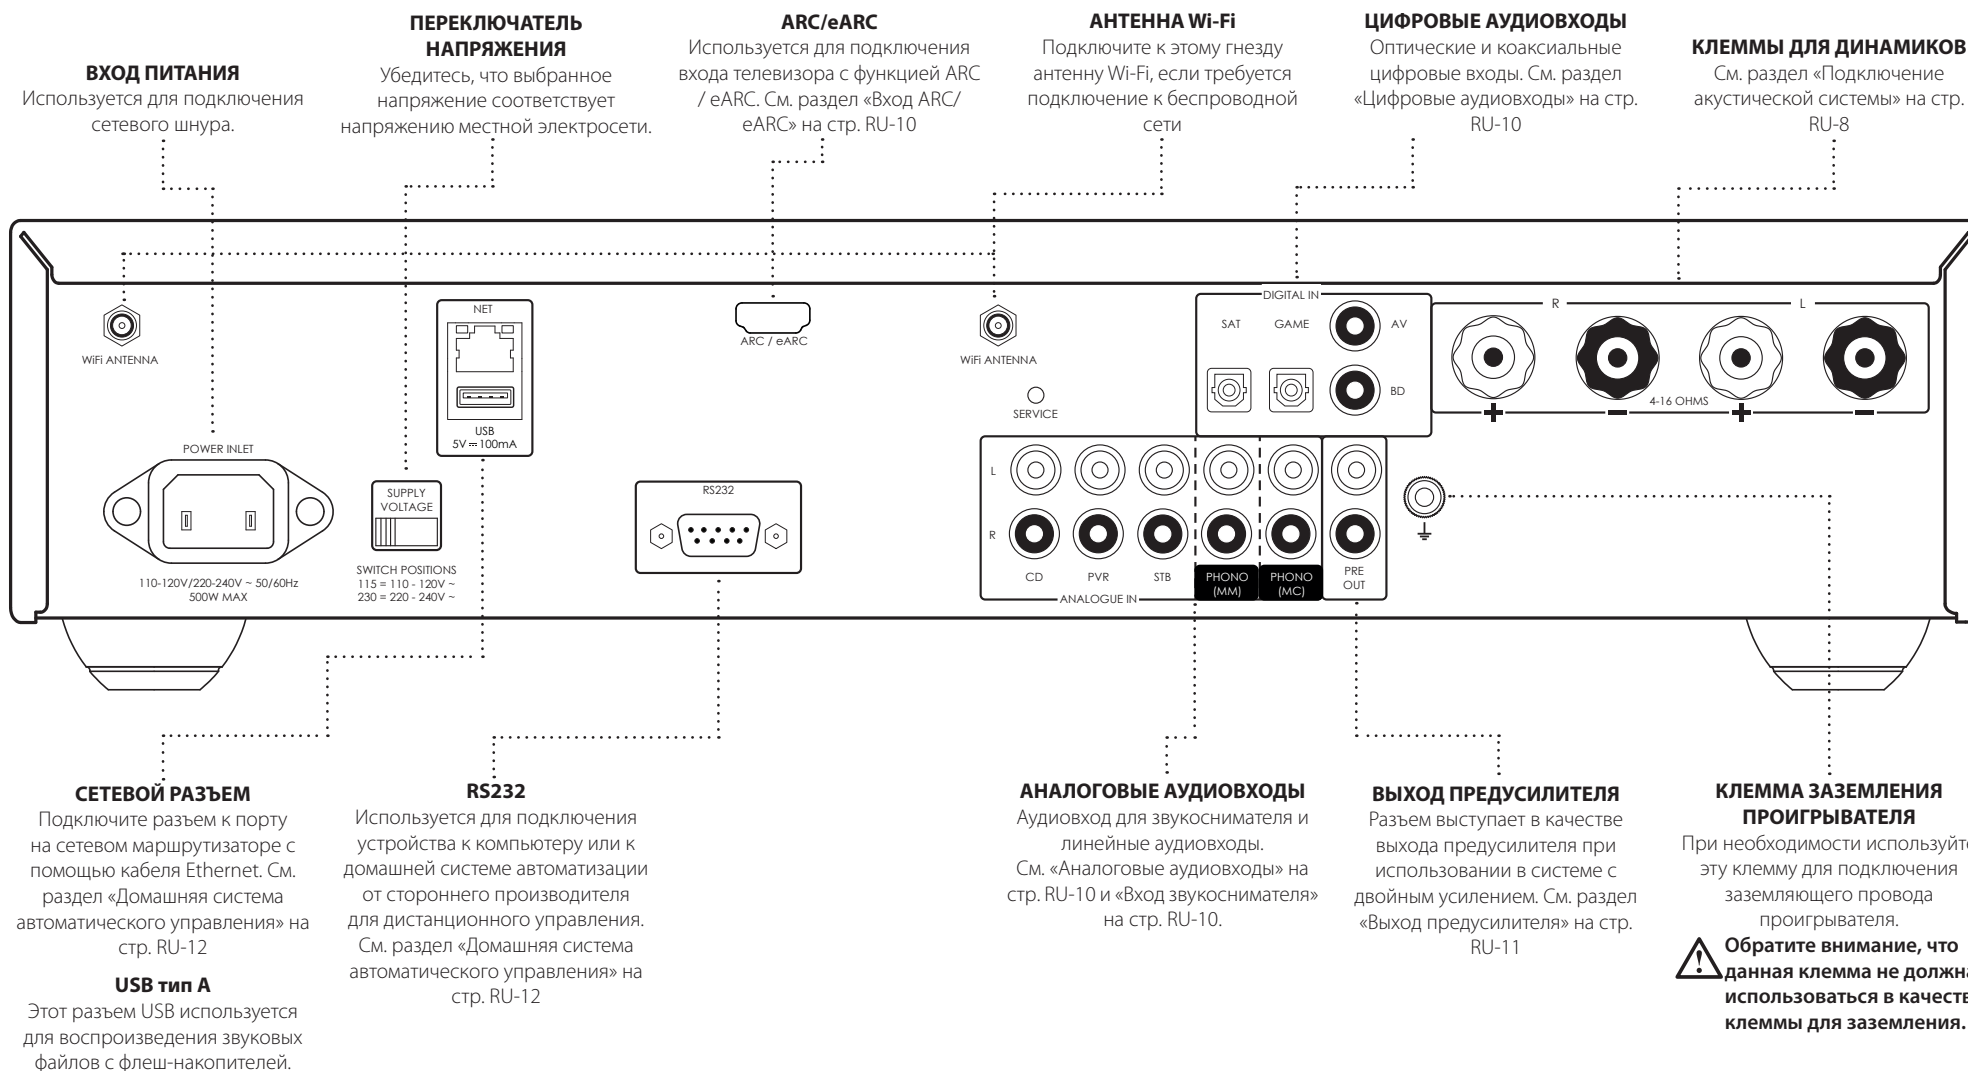 ВХОД ПИТАНИЯ
Используется для подключения
сетевого шнура.
ПЕРЕКЛЮЧАТЕЛЬ
НАПРЯЖЕНИЯ
Убедитесь, что выбранное
напряжение соответствует
напряжению местной электросети.
ARC/eARC
Используется для подключения
входа телевизора с функцией ARC
/ eARC. См. раздел «Вход ARC/
eARC» на стр. RU-10
АНТЕННА Wi-Fi
Подключите к этому гнезду
антенну Wi-Fi, если требуется
подключение к беспроводной
сети
ЦИФРОВЫЕ АУДИОВХОДЫ
Оптические и коаксиальные
цифровые входы. См. раздел
«Цифровые аудиовходы» на стр.
RU-10
КЛЕММЫ ДЛЯ ДИНАМИКОВ
См. раздел «Подключение
акустической системы» на стр.
RU-8
WiFi ANTENNA
NET
USB
5V ⎓ 100mA
ARC / eARC
WiFi ANTENNA
SERVICE
DIGITAL IN
SAT
GAME
AV
BD
R
L
4-16 OHMS
+
−
+
−
POWER INLET
110-120V/220-240V ~ 50/60Hz
500W MAX
SUPPLY
VOLTAGE
SWITCH POSITIONS
115 = 110 - 120V ~
230 = 220 - 240V ~
RS232
L
R
CD
PVR
STB
PHONO
(MM)
PHONO
(MC)
PRE
OUT
ANALOGUE IN
СЕТЕВОЙ РАЗЪЕМ
Подключите разъем к порту
на сетевом маршрутизаторе с
помощью кабеля Ethernet. См.
раздел «Домашняя система
автоматического управления» на
стр. RU-12
USB тип A
Этот разъем USB используется
для воспроизведения звуковых
файлов с флеш-накопителей.
RS232
Используется для подключения
устройства к компьютеру или к
домашней системе автоматизации
от стороннего производителя
для дистанционного управления.
См. раздел «Домашняя система
автоматического управления» на
стр. RU-12
АНАЛОГОВЫЕ АУДИОВХОДЫ
Аудиовход для звукоснимателя и
линейные аудиовходы.
См. «Аналоговые аудиовходы» на
стр. RU-10 и «Вход звукоснимателя»
на стр. RU-10.
ВЫХОД ПРЕДУСИЛИТЕЛЯ
Разъем выступает в качестве
выхода предусилителя при
использовании в системе с
двойным усилением. См. раздел
«Выход предусилителя» на стр.
RU-11
КЛЕММА ЗАЗЕМЛЕНИЯ
ПРОИГРЫВАТЕЛЯ
При необходимости используйт
эту клемму для подключения
заземляющего провода
проигрывателя.
Обратите внимание, что
данная клемма не должна
использоваться в качеств
клеммы для заземления.